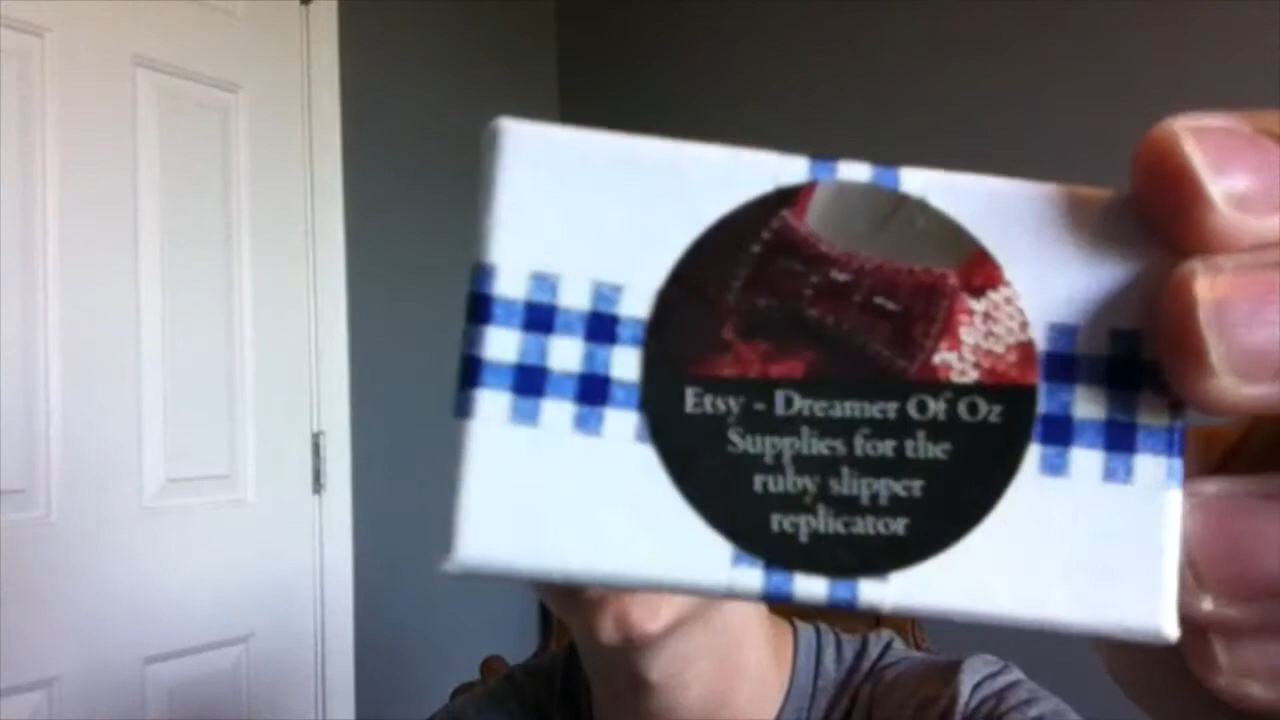 Etsy - Dreamer Of Oz
Supplies for the
ruby slipper
replicator